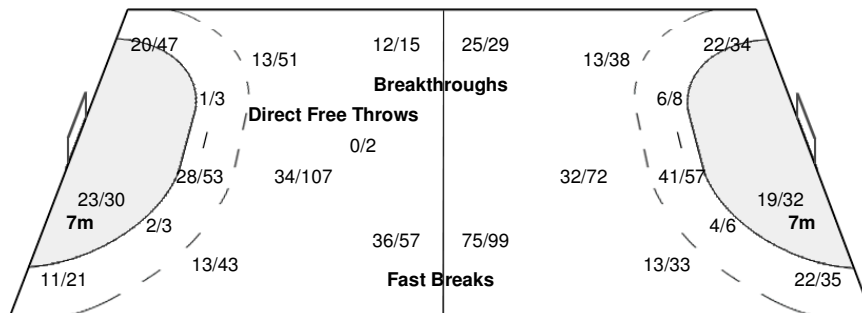 20/47 12/15 25/29 22/34
13/51 13/38
Breakthroughs
1/3 6/8
Direct Free Throws
0/2
28/53 34/107 32/72 41/57
23/30 19/32
7m 2/3 4/6 7m
36/57 75/99
13/43 13/33
11/21 Fast Breaks 22/35